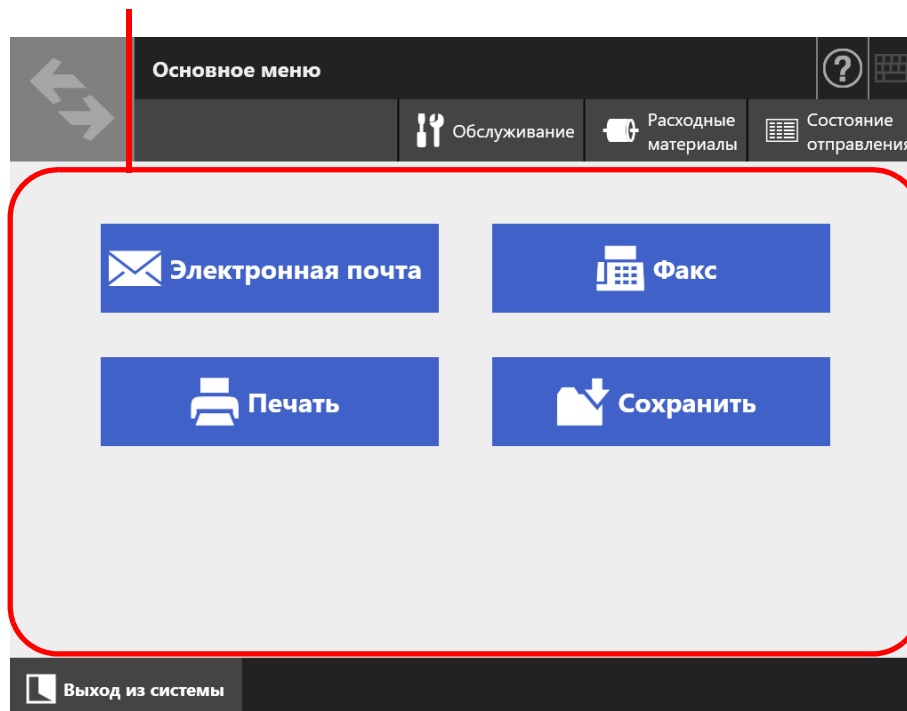 Основное меню
?
Обслуживание
Расходные
материалы
Состояние
отправления
Электронная почта
Факс
Печать
Сохранить
Выход из системы